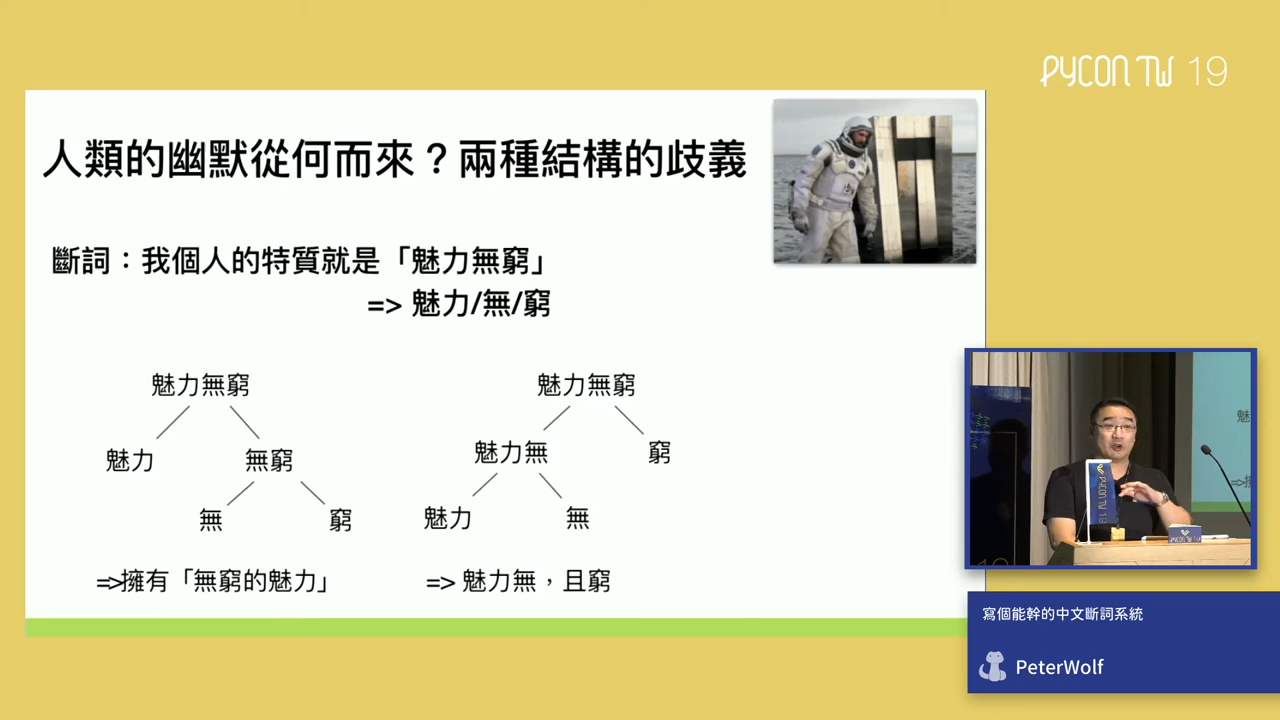 PYCON TW 19
人類的幽默從何而來？兩種結構的歧義
斷詞：我個人的特質就是「魅力無窮」
=> 魅力/無/窮
魅力無窮
魅力
無窮
無
窮
=>擁有「無窮的魅力」
魅力無窮
魅力無
窮
魅力
無
=> 魅力無，且窮
PYCON TW 19
寫個能幹的中文斷詞系統
PeterWolf